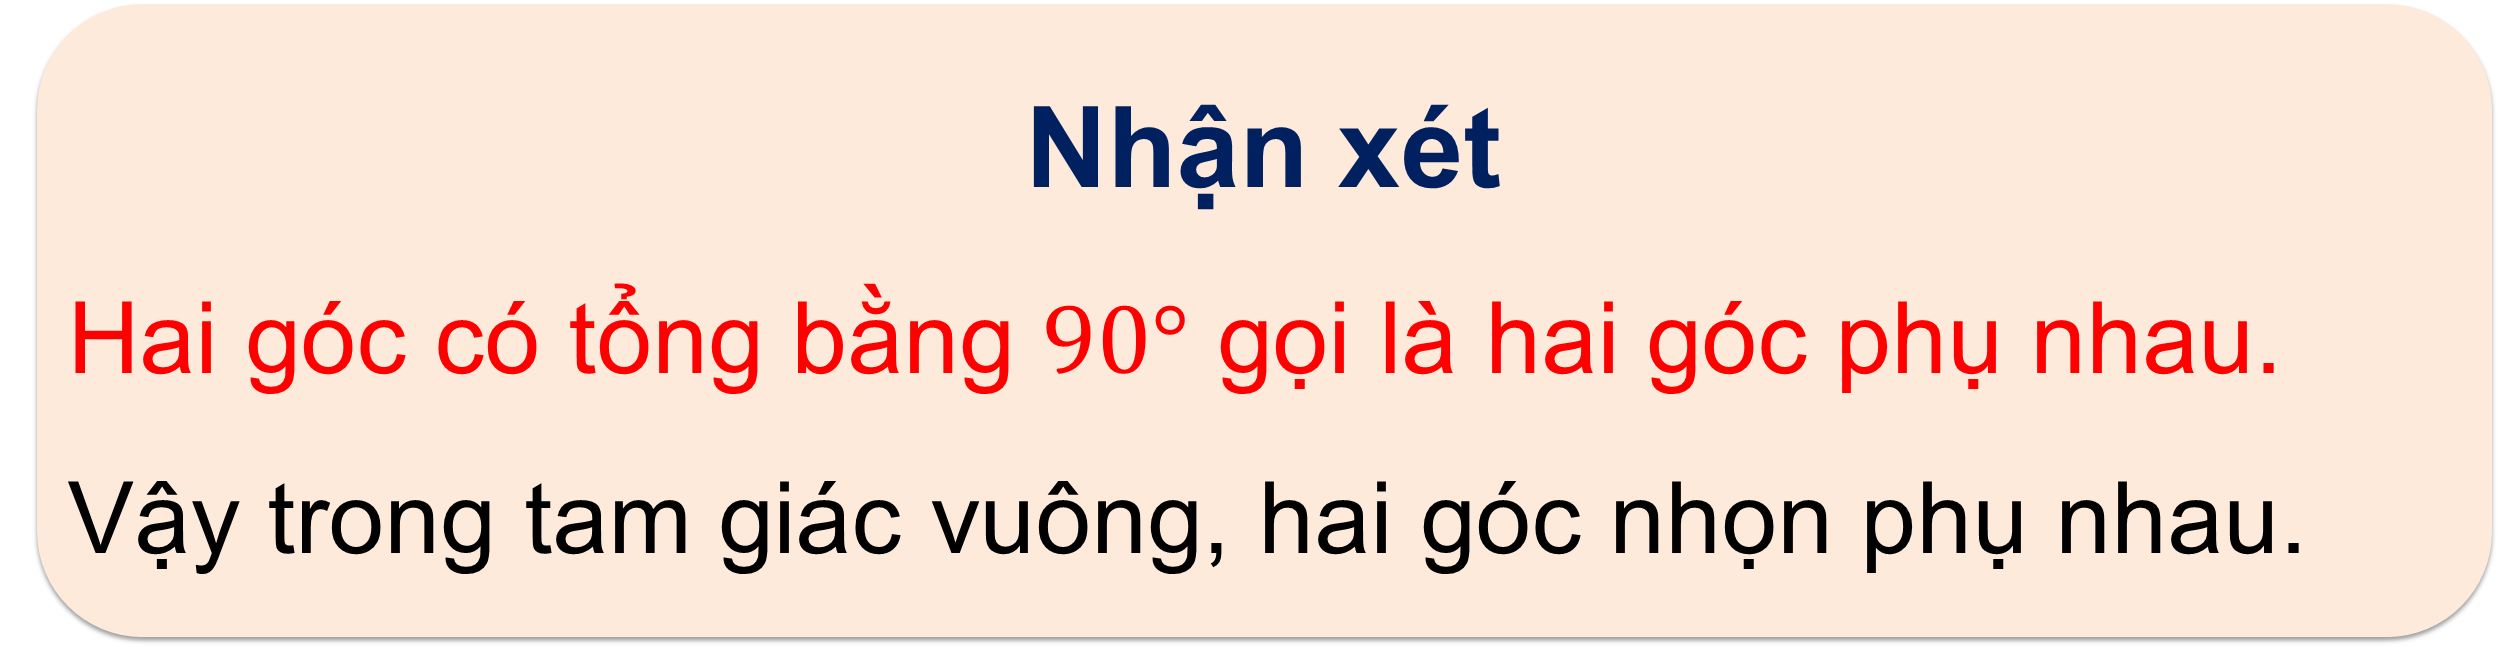 Nhận xét
Hai góc có tổng bằng 90° gọi là hai góc phụ nhau.
Vậy trong tam giác vuông, hai góc nhọn phụ nhau.